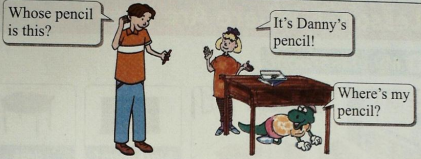 Whose pencil
is this?
It's Danny's
pencil!
Where's my
pencil?